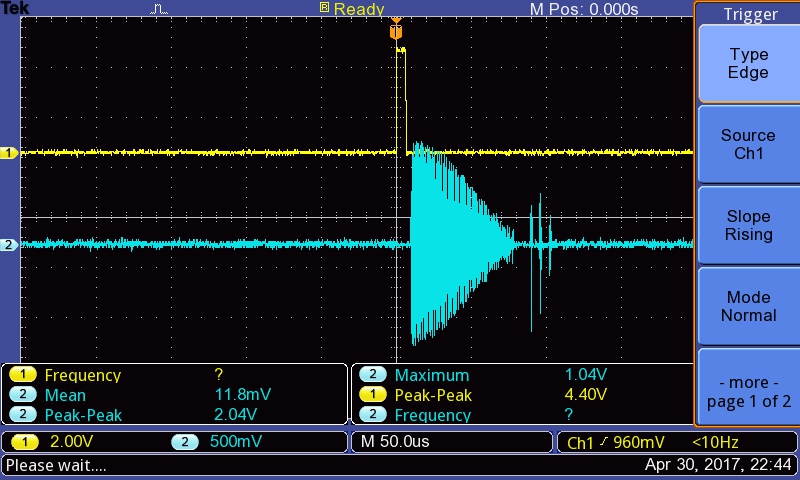 Tek Ready M Pos: 0.000s
Trigger
Type
Edge
Source
Ch1
Slope
Rising
Mode
Normal
- more -
page 1 of 2
T
1
2
1 Frequency ?
2 Mean 11.8mV
2 Peak-Peak 2.04V
2 Maximum 1.04V
1 Peak-Peak 4.40V
2 Frequency ?
1 2.00V 2 500mV M 50.0us Ch1 960mV <10Hz
Please wait.... Apr 30, 2017, 22:44